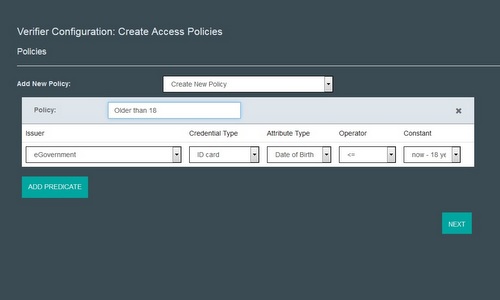 Verifier Configuration: Create Access Policies
Policies
Add New Policy: Create New Policy
Policy: Older than 18
Issuer Credential Type Attribute Type Operator Constant
eGovernment ID card Date of Birth <= now - 18 ye
ADD PREDICATE
NEXT